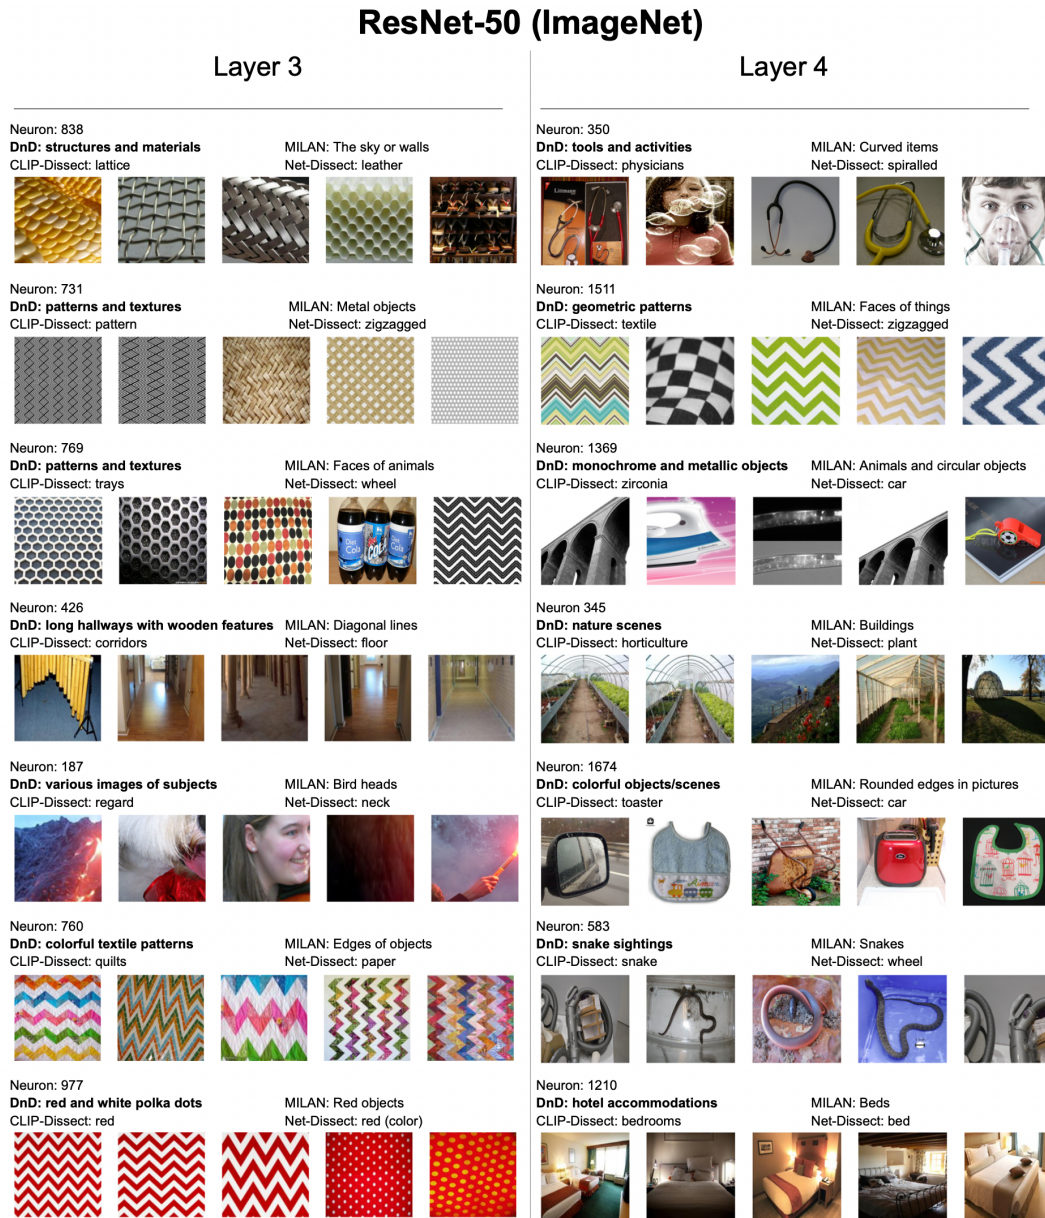 ResNet-50 (ImageNet)
Layer 3
Neuron: 838
DnD: structures and materials
MILAN: The sky or walls
CLIP-Dissect: lattice
Net-Dissect: leather
Neuron: 731
DnD: patterns and textures
MILAN: Metal objects
CLIP-Dissect: pattern
Net-Dissect: zigzagged
Neuron: 769
DnD: patterns and textures
MILAN: Faces of animals
CLIP-Dissect: trays
Net-Dissect: wheel
Diet
Cola
Diet
Cola
Neuron: 426
DnD: long hallways with wooden features
MILAN: Diagonal lines
CLIP-Dissect: corridors
Net-Dissect: floor
Neuron: 187
DnD: various images of subjects
MILAN: Bird heads
CLIP-Dissect: regard
Net-Dissect: neck
Neuron: 760
DnD: colorful textile patterns
MILAN: Edges of objects
CLIP-Dissect: quilts
Net-Dissect: paper
Neuron: 977
DnD: red and white polka dots
MILAN: Red objects
CLIP-Dissect: red
Net-Dissect: red (color)
Layer 4
Neuron: 350
DnD: tools and activities
MILAN: Curved items
CLIP-Dissect: physicians
Net-Dissect: spiralled
Neuron: 1511
DnD: geometric patterns
MILAN: Faces of things
CLIP-Dissect: textile
Net-Dissect: zigzagged
Neuron: 1369
DnD: monochrome and metallic objects
MILAN: Animals and circular objects
CLIP-Dissect: zirconia
Net-Dissect: car
Neuron 345
DnD: nature scenes
MILAN: Buildings
CLIP-Dissect: horticulture
Net-Dissect: plant
Neuron: 1674
DnD: colorful objects/scenes
MILAN: Rounded edges in pictures
CLIP-Dissect: toaster
Net-Dissect: car
Neuron: 583
DnD: snake sightings
MILAN: Snakes
CLIP-Dissect: snake
Net-Dissect: wheel
Neuron: 1210
DnD: hotel accommodations
MILAN: Beds
CLIP-Dissect: bedrooms
Net-Dissect: bed